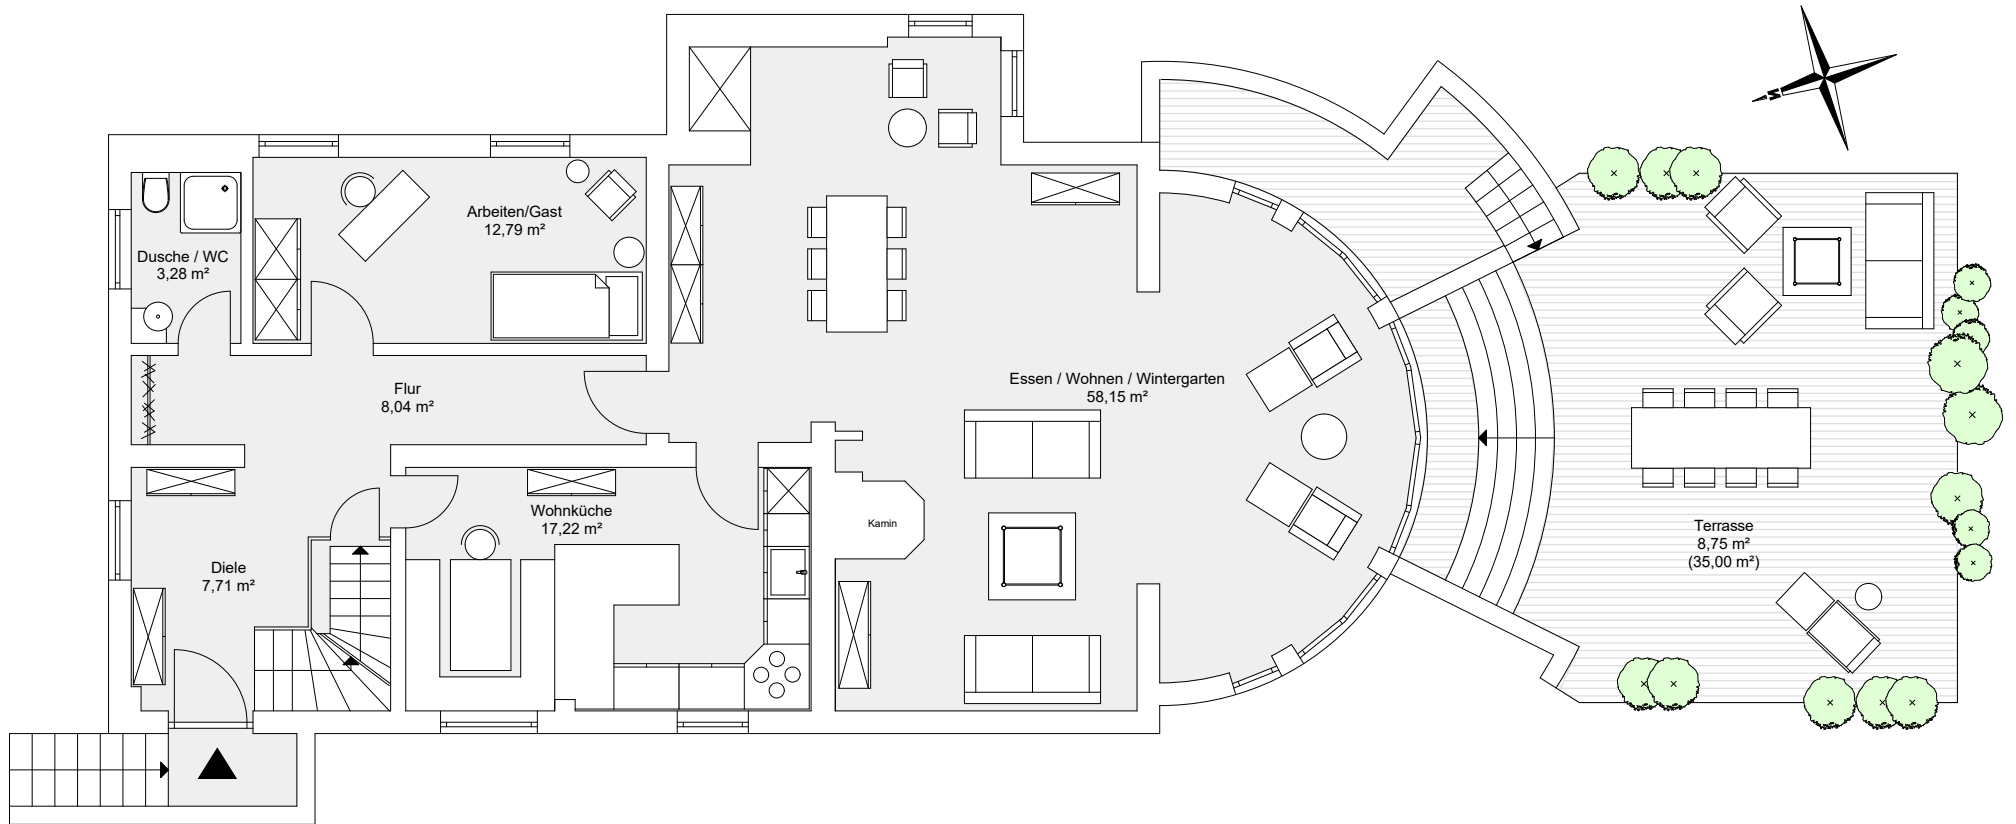 N
Arbeiten/Gast
12,79 m²
Dusche / WC
3,28 m²
Flur
8,04 m²
Essen / Wohnen / Wintergarten
58,15 m²
Wohnküche
17,22 m²
Kamin
Terrasse
8,75 m²
(35,00 m²)
Diele
7,71 m²